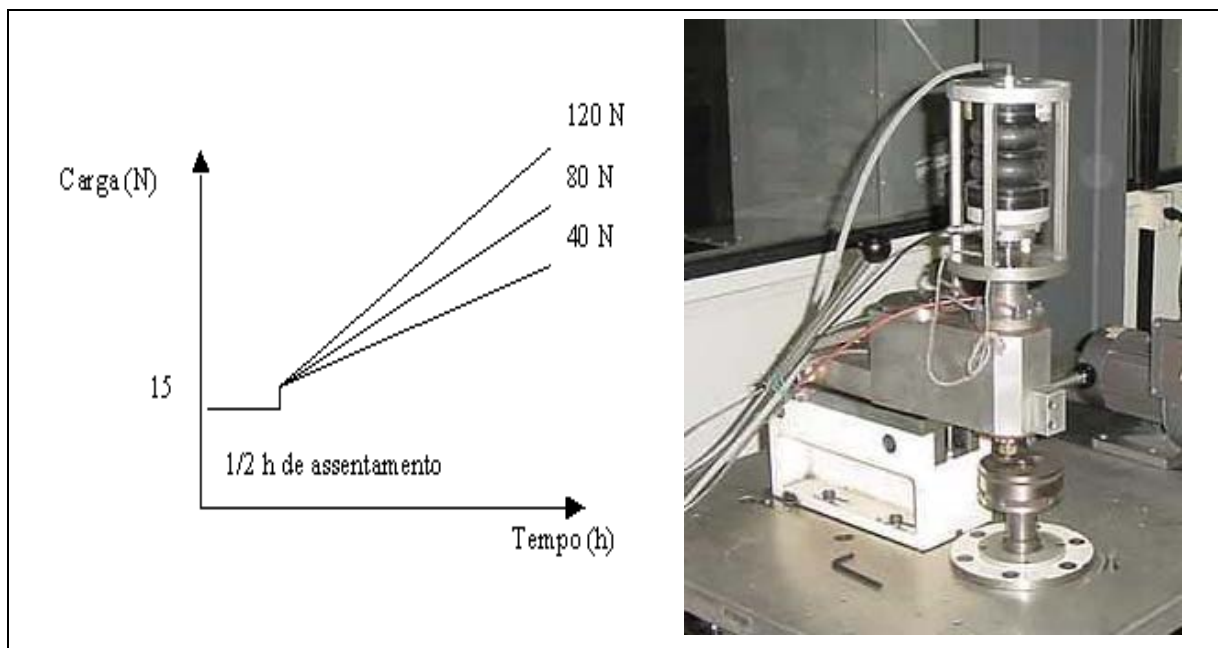 120 N
Carga (N)
80 N
40 N
15
1/2 h de assentamento
Tempo (h)